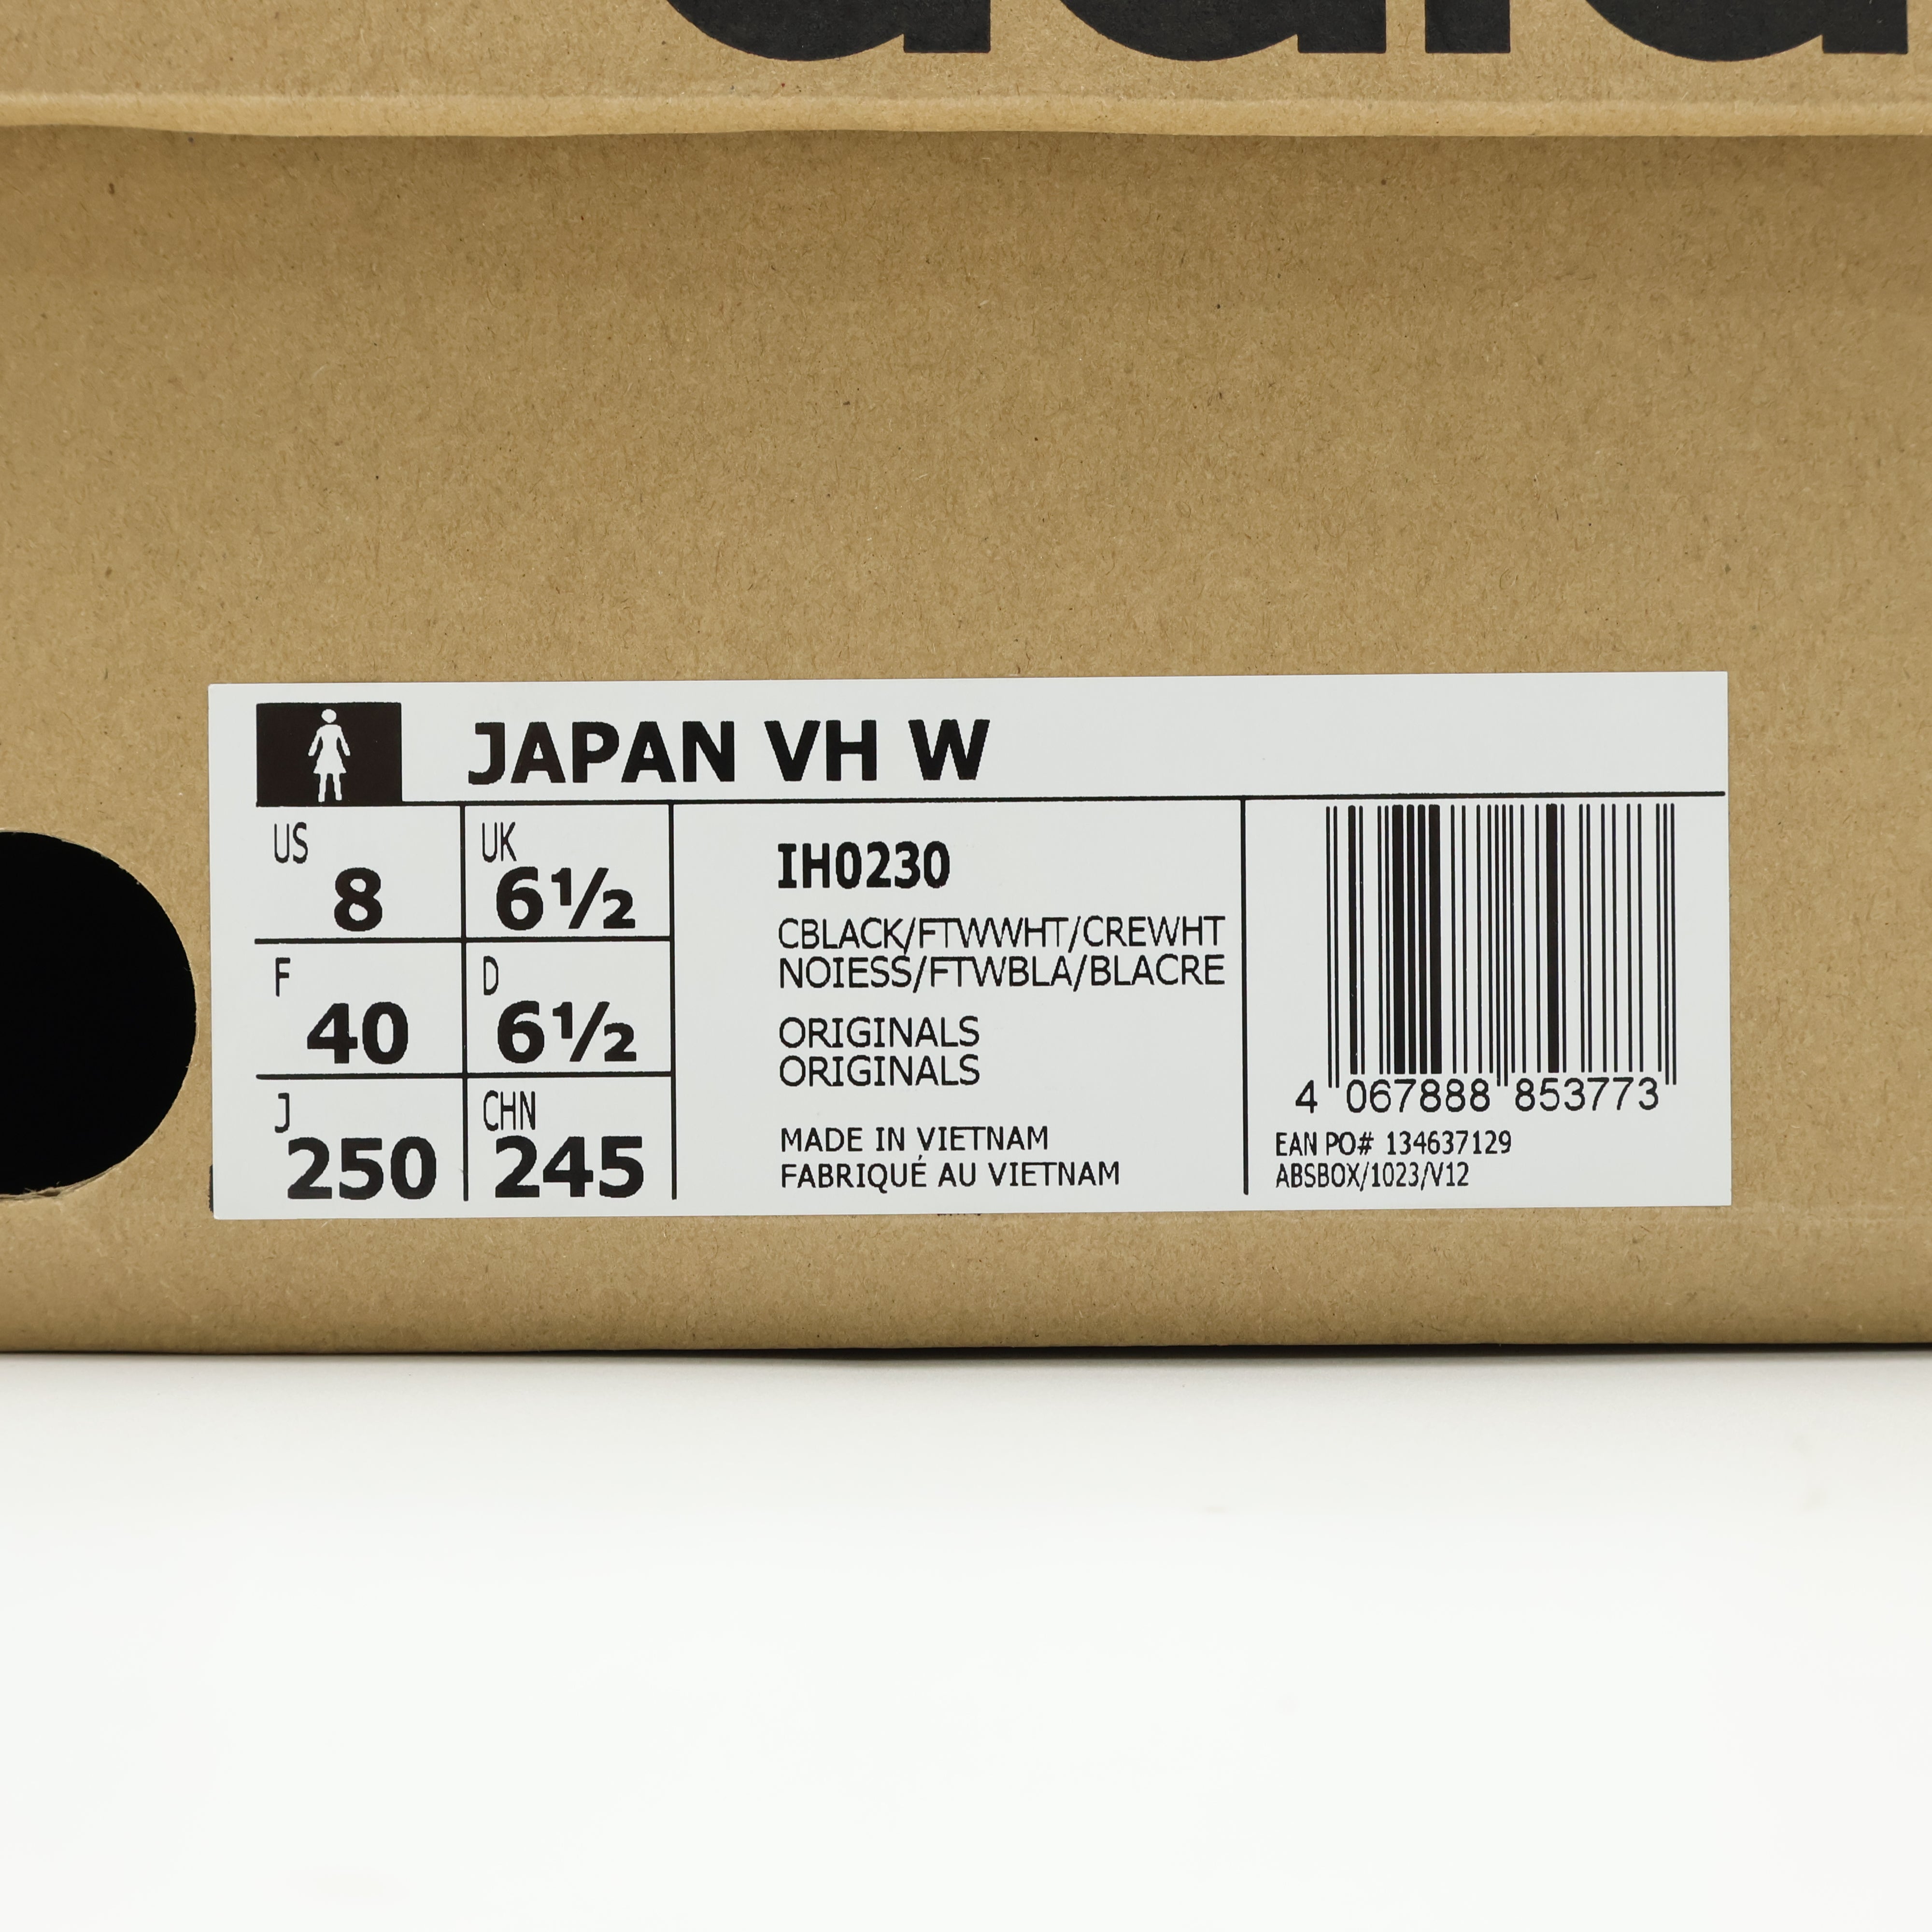 adida
JAPAN VH W
US 8
UK 6½
F 40
D 6½
J 250
CHN 245
IH0230
CBLACK/FTWWHT/CREWHT
NOIESS/FTWBLA/BLACRE
ORIGINALS
ORIGINALS
MADE IN VIETNAM
FABRIQUÉ AU VIETNAM
4 067888 853773
EAN PO# 134637129
ABSBOX/1023/V12